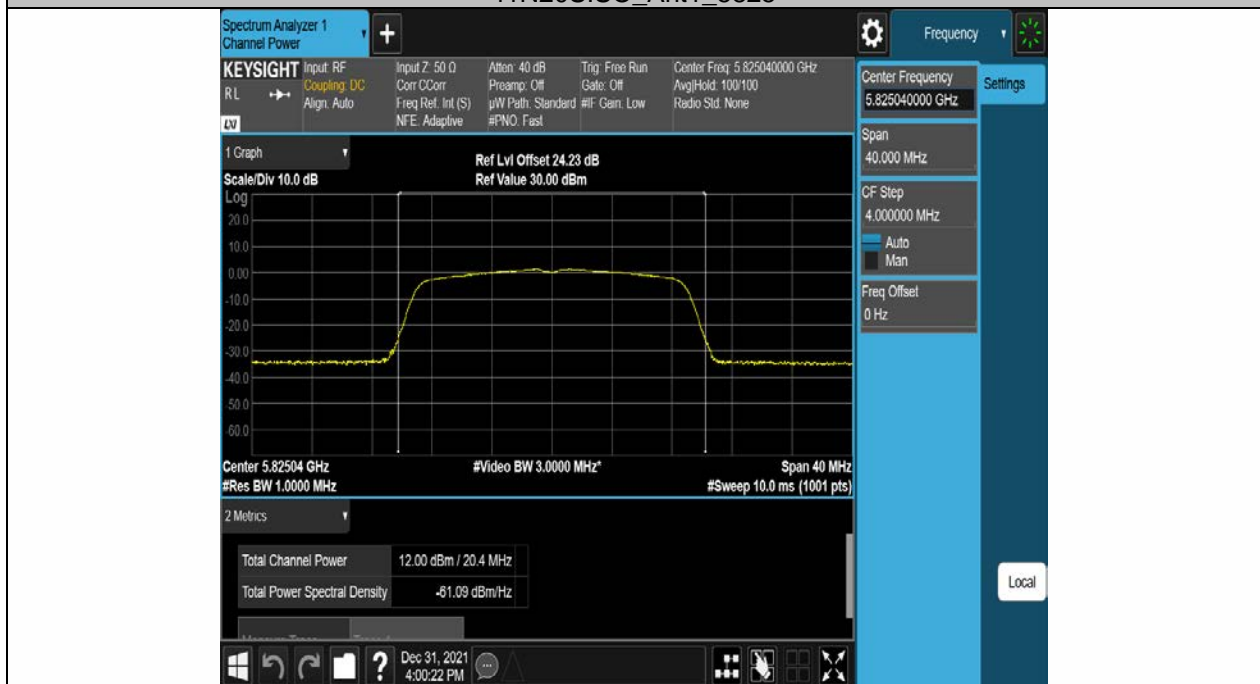 Spectrum Analyzer 1
Channel Power
+
Frequency
KEYSIGHT
RL
LXI
Input: RF
Coupling: DC
Align: Auto
Input Z: 50 Ω
Corr CCorr
Freq Ref: Int (S)
NFE: Adaptive
Atten: 40 dB
Preamp: Off
µW Path: Standard
#PNO: Fast
Trig: Free Run
Gate: Off
#IF Gain: Low
Center Freq: 5.825040000 GHz
Avg|Hold: 100/100
Radio Std: None
Center Frequency
5.825040000 GHz
Settings
Span
40.000 MHz
CF Step
4.000000 MHz
Auto
Man
Freq Offset
0 Hz
Local
1 Graph
Scale/Div 10.0 dB
Ref Lvl Offset 24.23 dB
Ref Value 30.00 dBm
Log
20.0
10.0
0.00
-10.0
-20.0
-30.0
-40.0
-50.0
-60.0
Center 5.82504 GHz
#Video BW 3.0000 MHz*
Span 40 MHz
#Res BW 1.0000 MHz
#Sweep 10.0 ms (1001 pts)
2 Metrics
Total Channel Power 12.00 dBm / 20.4 MHz
Total Power Spectral Density -61.09 dBm/Hz
?
Dec 31, 2021
4:00:22 PM